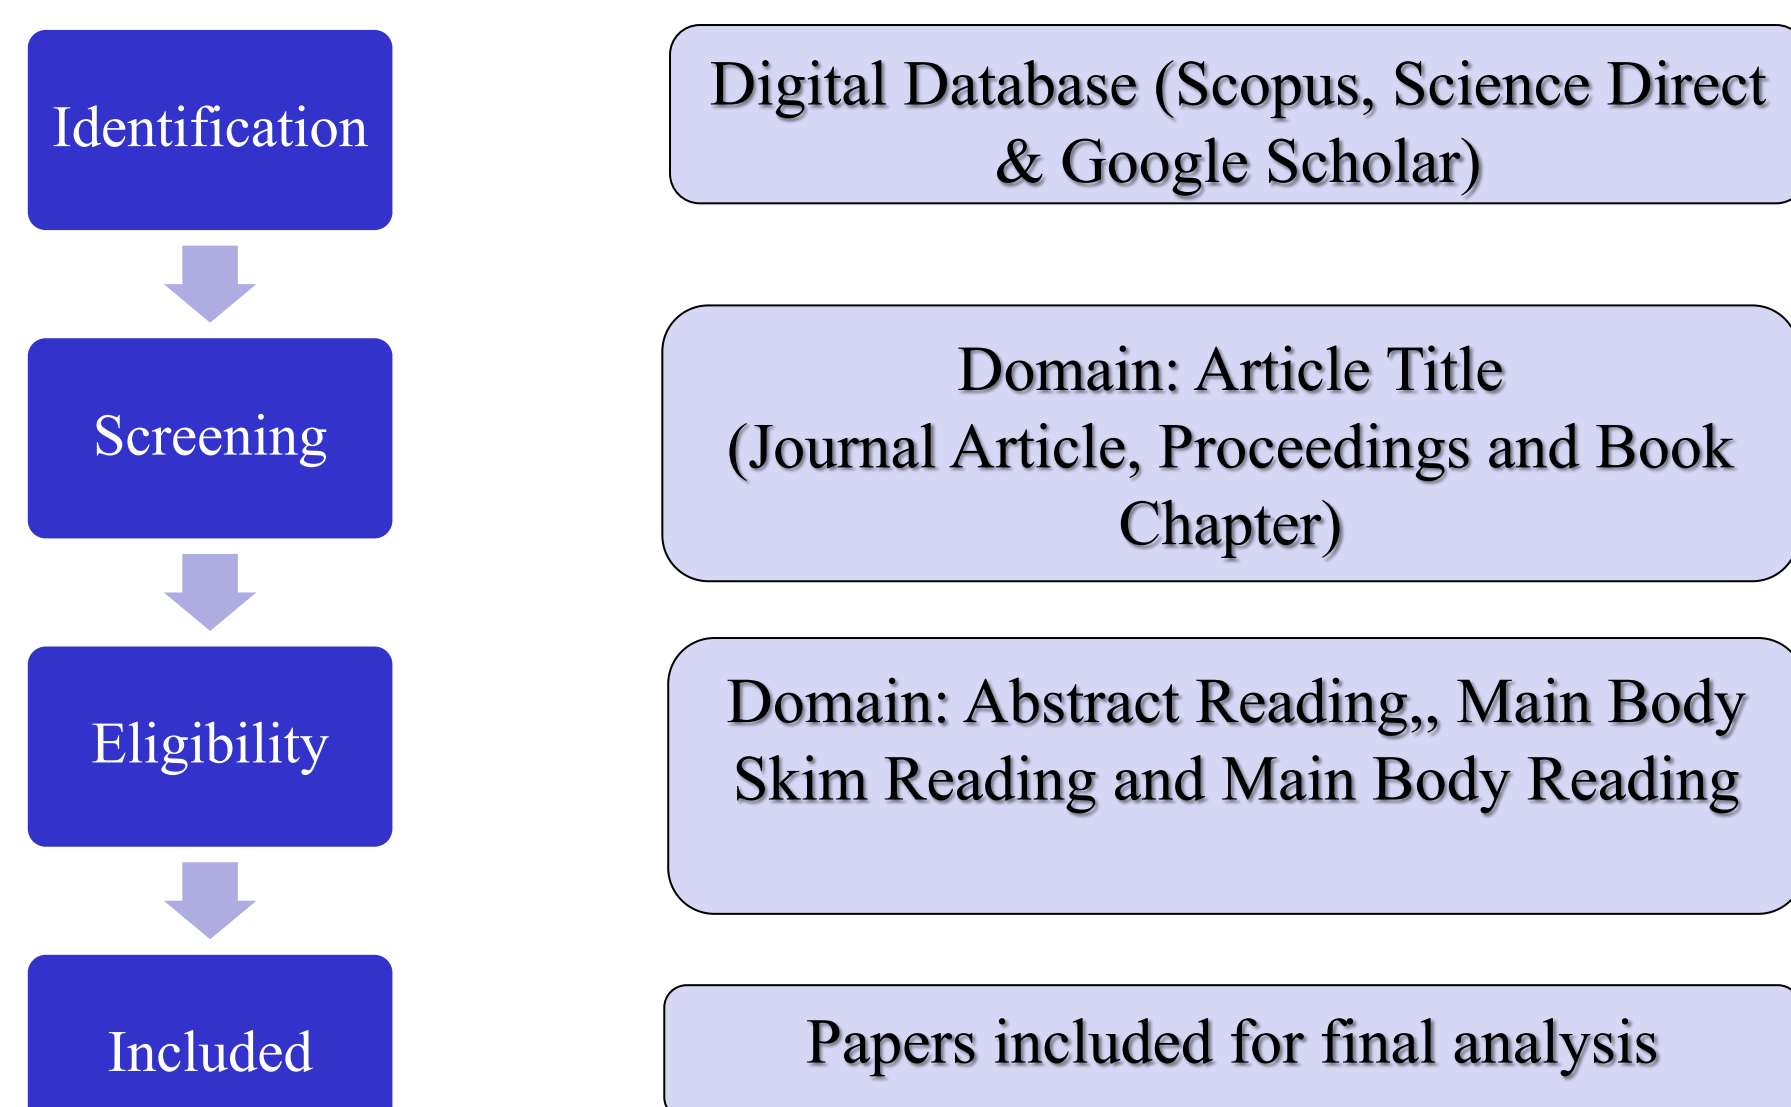 Identification
Digital Database (Scopus, Science Direct
& Google Scholar)
Screening
Domain: Article Title
(Journal Article, Proceedings and Book
Chapter)
Eligibility
Domain: Abstract Reading,, Main Body
Skim Reading and Main Body Reading
Included
Papers included for final analysis